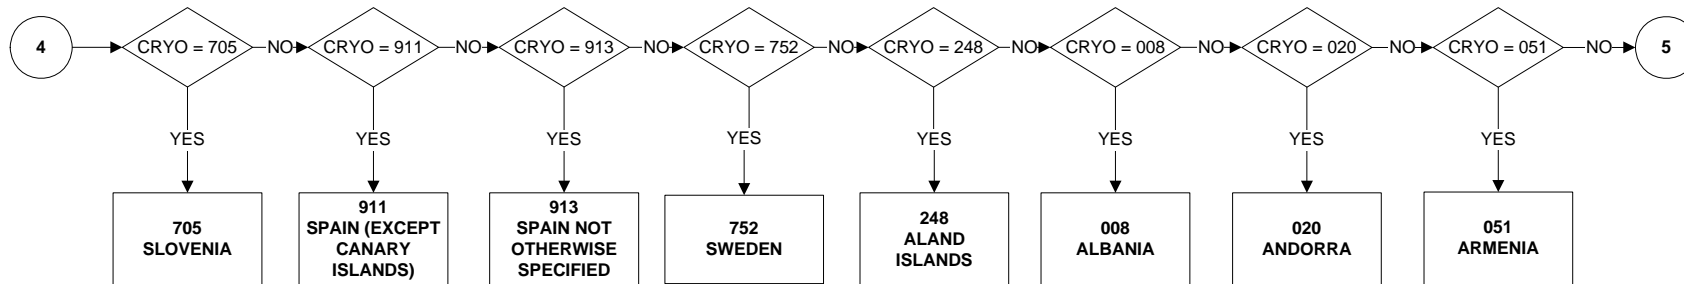 4
CRYO = 705
NO
CRYO = 911
NO
CRYO = 913
NO
CRYO = 752
NO
CRYO = 248
NO
CRYO = 008
NO
CRYO = 020
NO
CRYO = 051
NO
5
YES
YES
YES
YES
YES
YES
YES
YES
705
SLOVENIA
911
SPAIN (EXCEPT
CANARY
ISLANDS)
913
SPAIN NOT
OTHERWISE
SPECIFIED
752
SWEDEN
248
ALAND
ISLANDS
008
ALBANIA
020
ANDORRA
051
ARMENIA